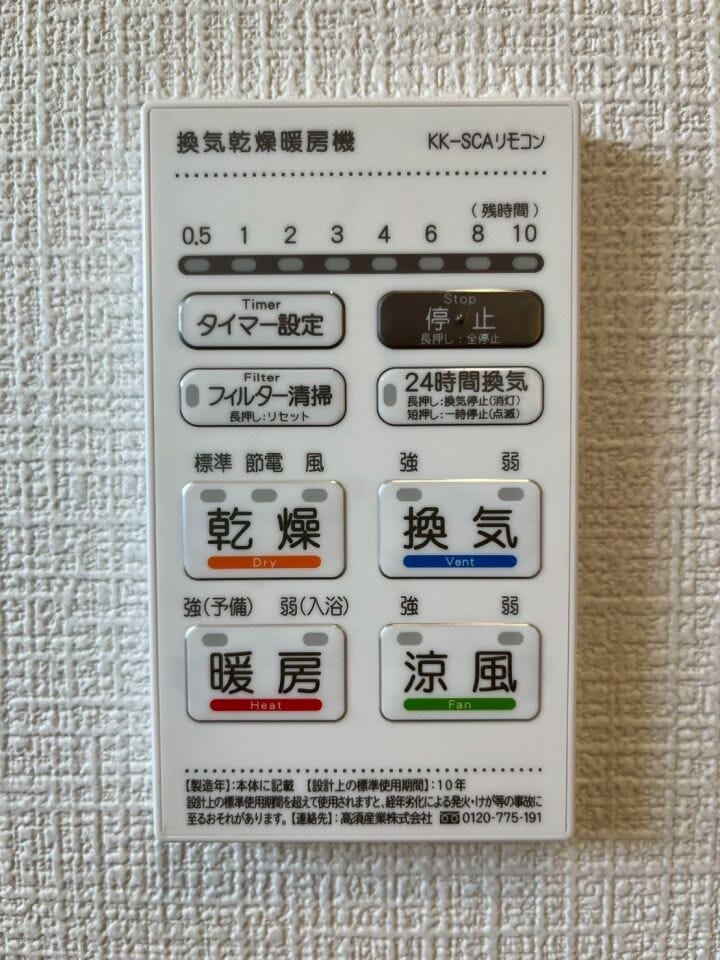 換気乾燥暖房機 KK-SCAリモコン
(残時間)
0.5 1 2 3 4 6 8 10
Timer
タイマー設定
Stop
停・止
長押し:全停止
Filter
フィルター清掃
長押し:リセット
24時間換気
長押し:換気停止(消灯)
短押し:一時停止(点滅)
標準 節電 風
乾燥
Dry
強 弱
換気
Vent
強(予備) 弱(入浴)
暖房
Heat
強 弱
涼風
Fan
【製造年】:本体に記載 【設計上の標準使用期間】:10年
設計上の標準使用期間を超えて使用されますと、経年劣化による発火・けが等の事故に
至るおそれがあります。【連絡先】:高須産業株式会社 0120-775-191